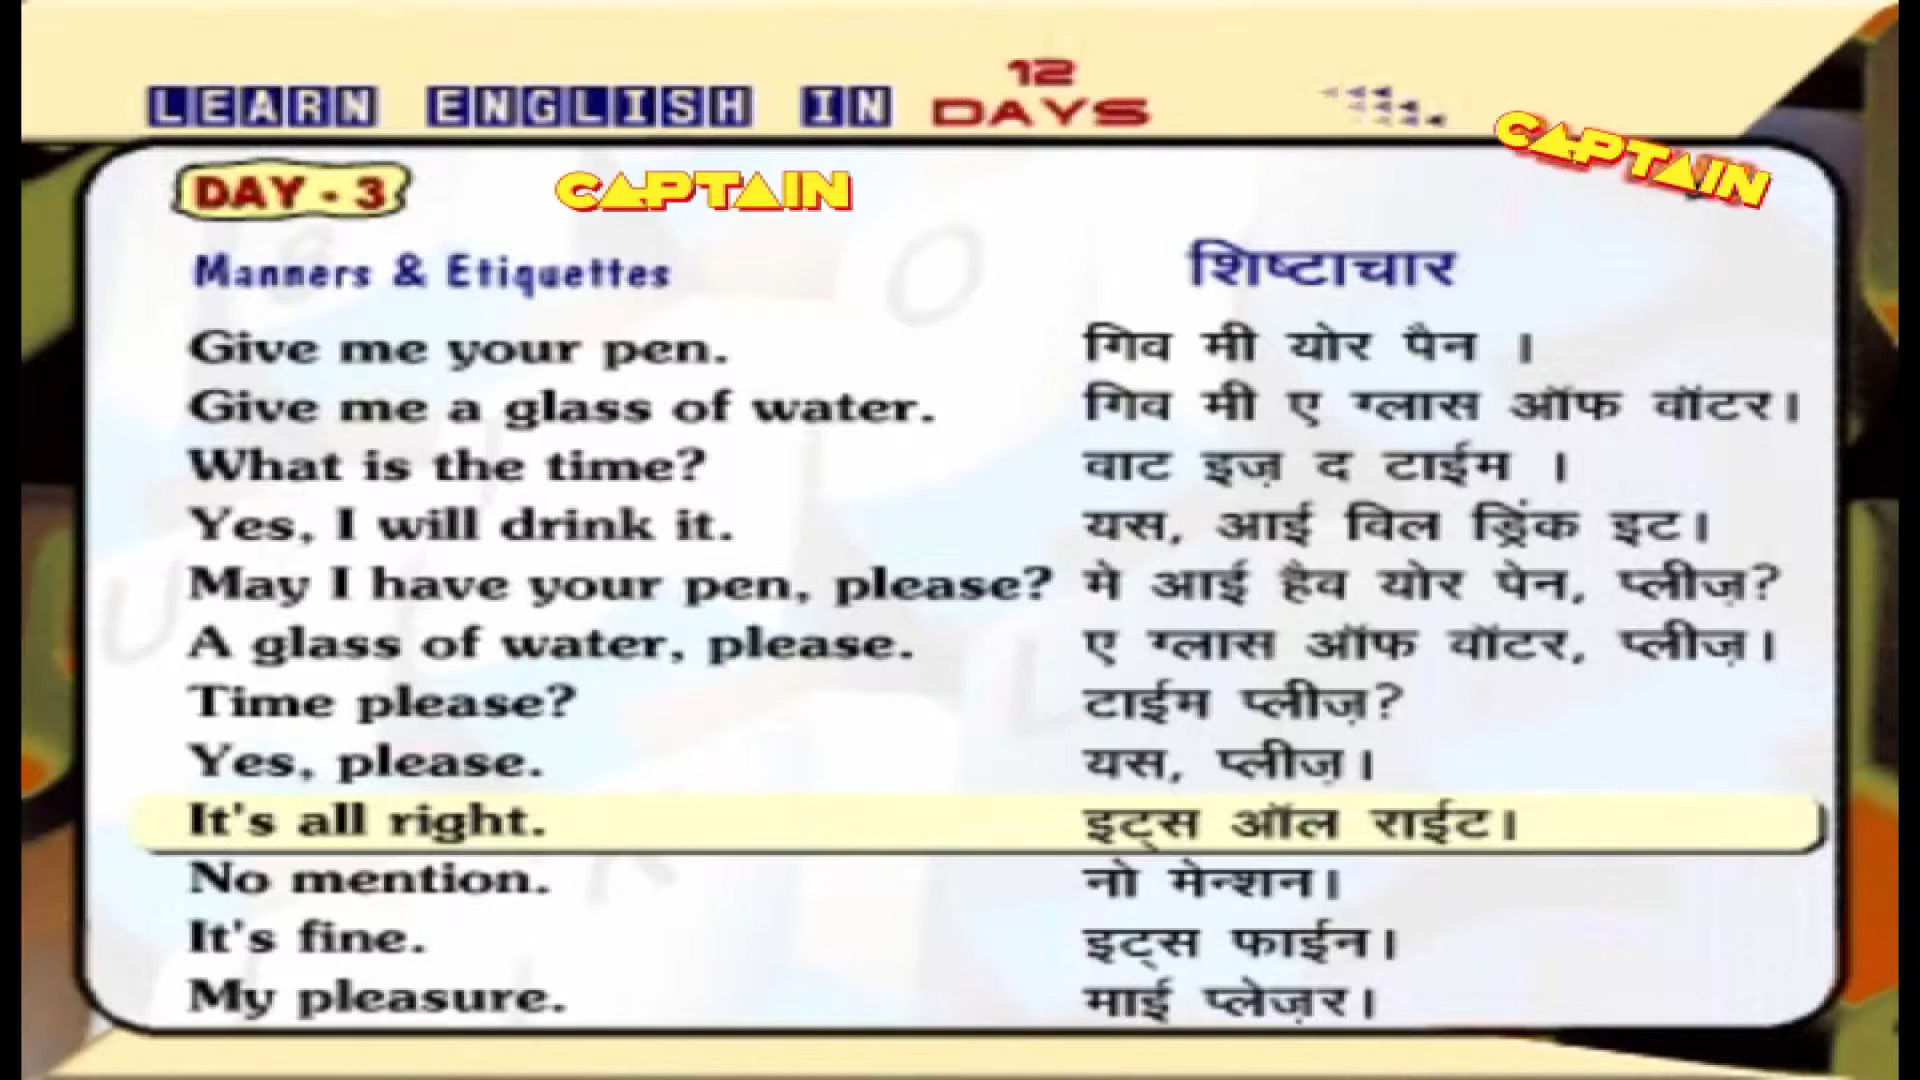 LEARN ENGLISH IN 12 DAYS
CAPTAIN
DAY - 3 CAPTAIN
Manners & Etiquettes शिष्टाचार
Give me your pen. गिव मी योर पैन ।
Give me a glass of water. गिव मी ए ग्लास ऑफ वॉटर।
What is the time? वाट इज़ द टाईम ।
Yes, I will drink it. यस, आई विल ड्रिंक इट।
May I have your pen, please? मे आई हैव योर पेन, प्लीज़?
A glass of water, please. ए ग्लास ऑफ वॉटर, प्लीज़।
Time please? टाईम प्लीज़?
Yes, please. यस, प्लीज़।
It's all right. इट्स ऑल राईट।
No mention. नो मेन्शन।
It's fine. इट्स फाईन।
My pleasure. माई प्लेज़र।